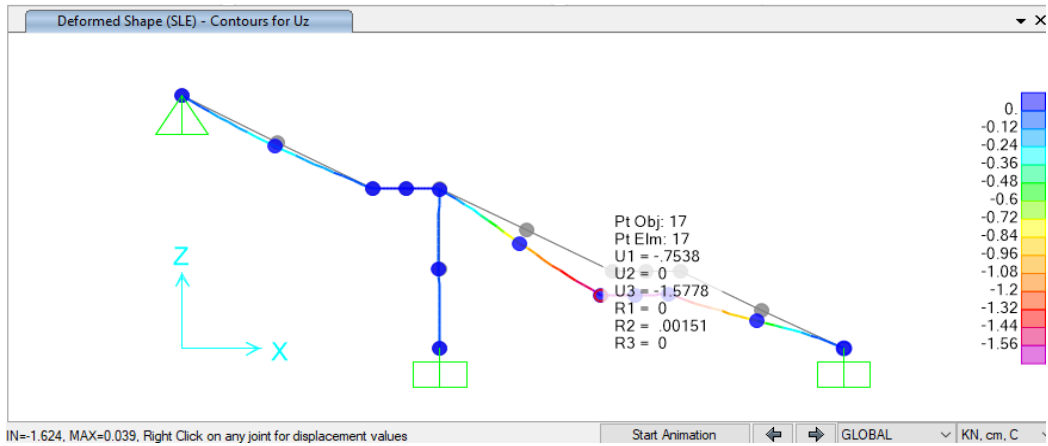 Deformed Shape (SLE) - Contours for Uz
Pt Obj: 17
Pt Elm: 17
U1 = -.7538
U2 = 0
U3 = -1.5778
R1 = 0
R2 = .00151
R3 = 0
Z
X
0.
-0.12
-0.24
-0.36
-0.48
-0.6
-0.72
-0.84
-0.96
-1.08
-1.2
-1.32
-1.44
-1.56
IN=-1.624, MAX=0.039, Right Click on any joint for displacement values
Start Animation
GLOBAL
KN, cm, C